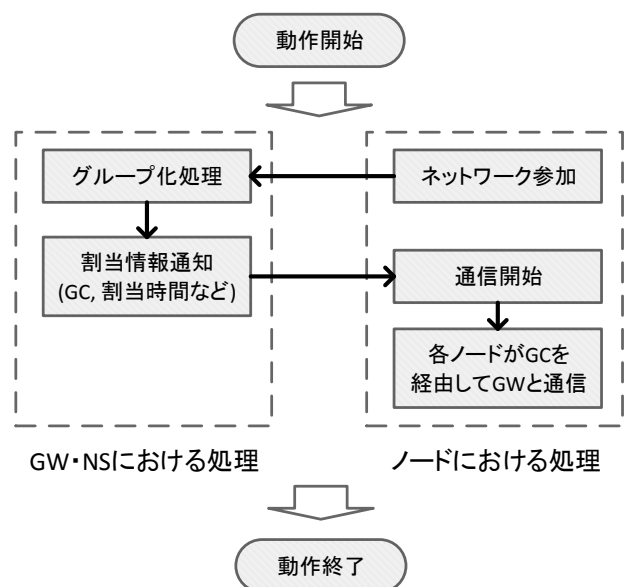 動作開始
グループ化処理
ネットワーク参加
割当情報通知
(GC, 割当時間など)
通信開始
各ノードがGCを
経由してGWと通信
GW・NSにおける処理
ノードにおける処理
動作終了